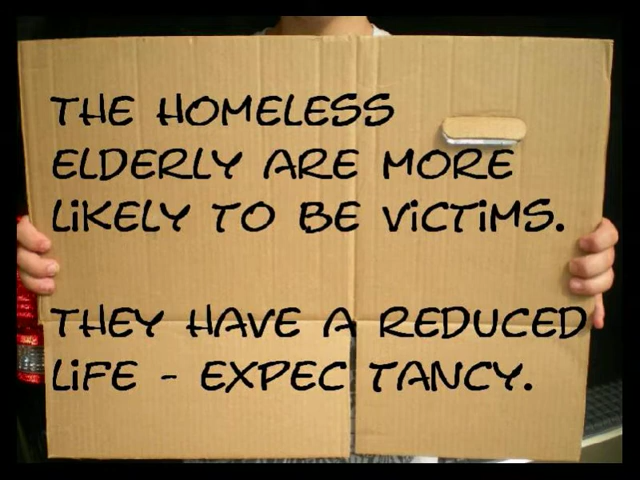 THE HOMELESS
ELDERLY ARE MORE
LiKELY TO BE ViCTiMS.
THEY HAVE A REDUCED
LiFE - EXPEC TANCY.